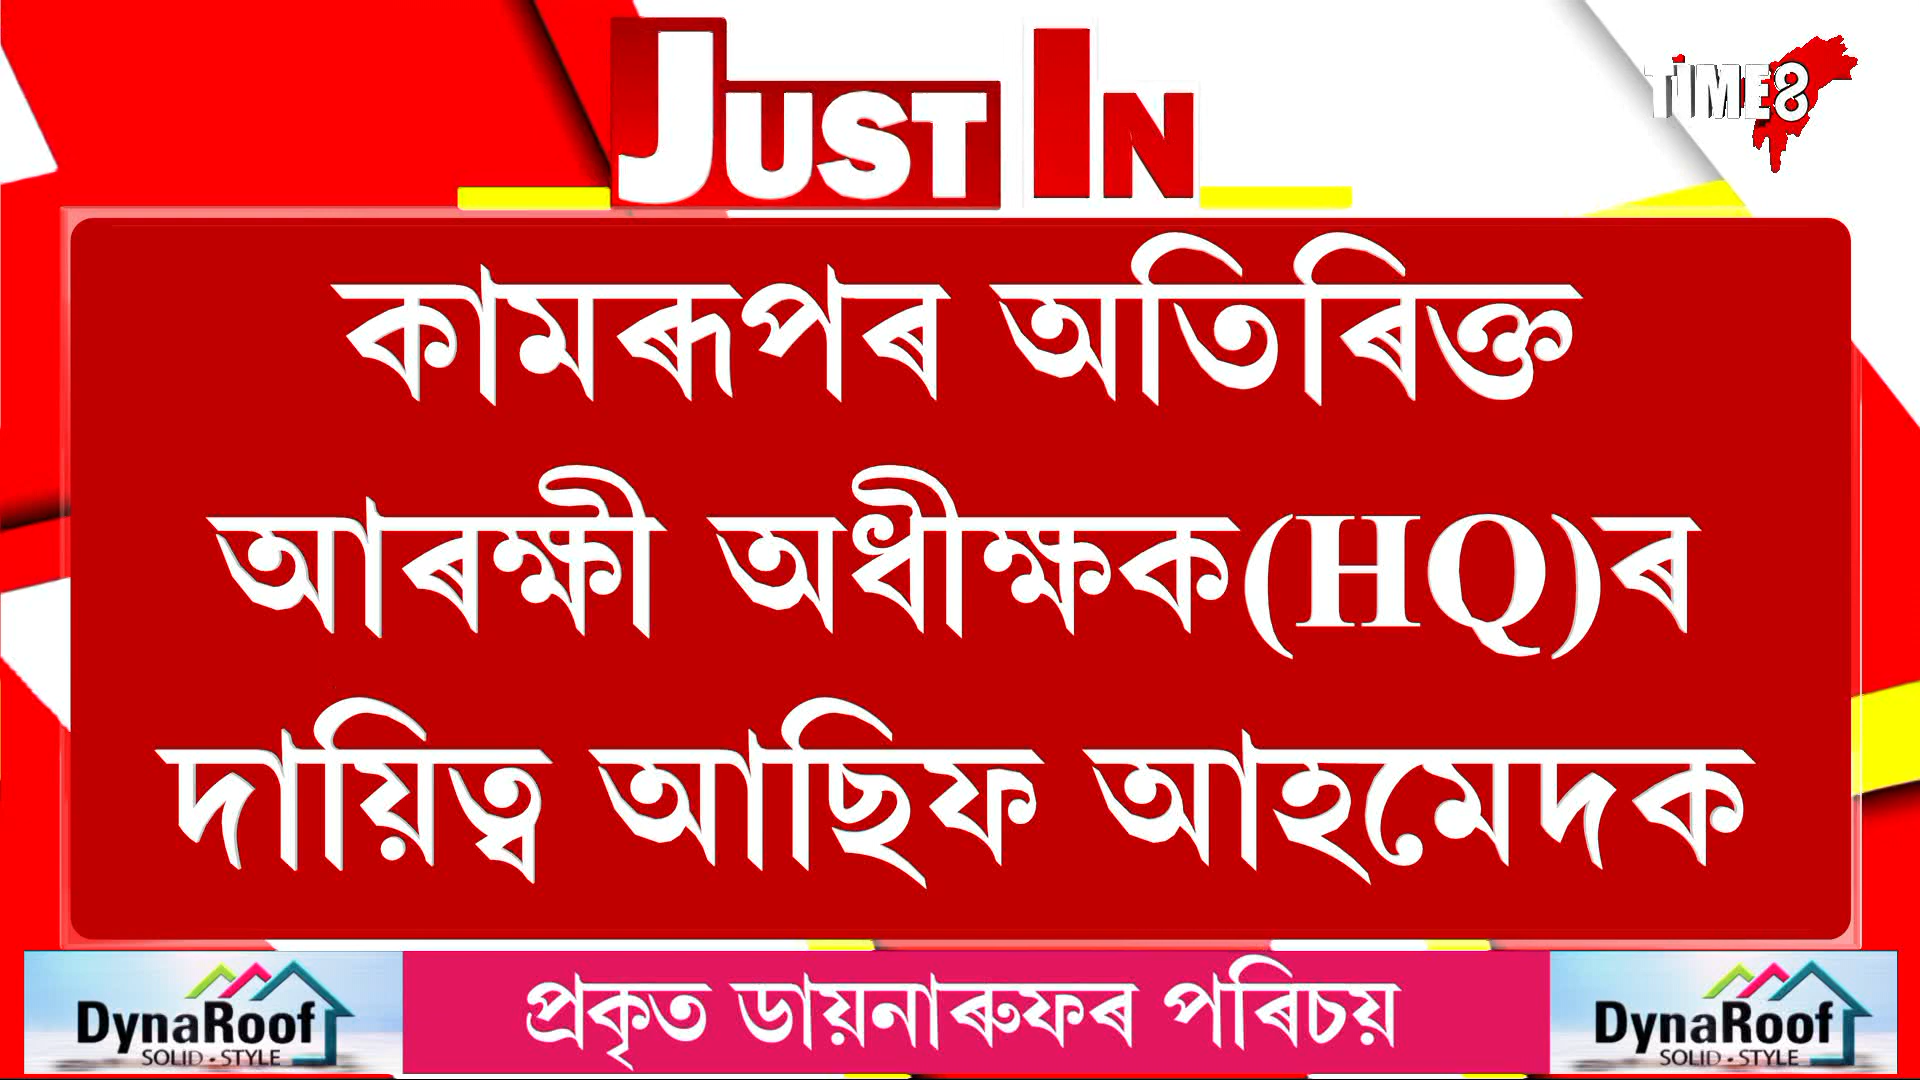 JUST IN
TIME8
কামৰূপৰ অতিৰিক্ত
আৰক্ষী অধীক্ষক(HQ)ৰ
দায়িত্ব আছিফ আহমেদক
DynaRoof
SOLID · STYLE
প্ৰকৃত ডায়নাৰুফৰ পৰিচয়
DynaRoof
SOLID · STYLE